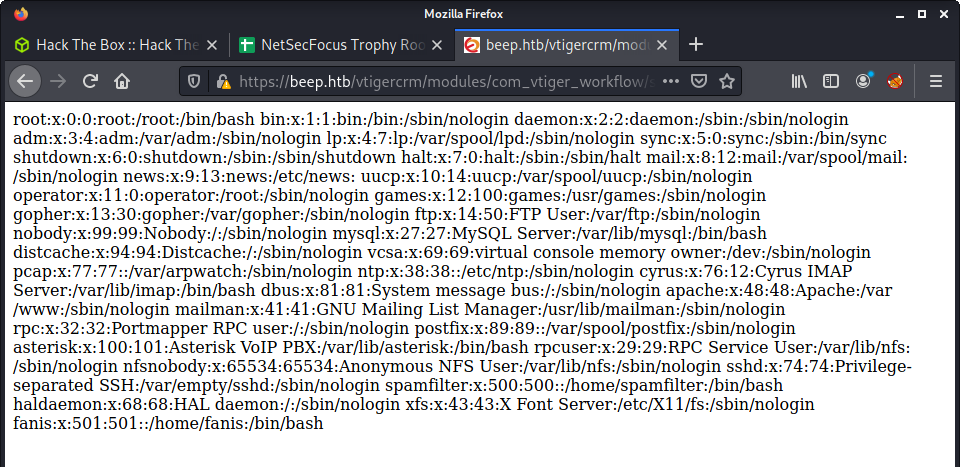 Mozilla Firefox
Hack The Box :: Hack The
NetSecFocus Trophy Roo
beep.htb/vtigercrm/mod
https://beep.htb/vtigercrm/modules/com_vtiger_workflow/s
root:x:0:0:root:/root:/bin/bash bin:x:1:1:bin:/bin:/sbin/nologin daemon:x:2:2:daemon:/sbin:/sbin/nologin
adm:x:3:4:adm:/var/adm:/sbin/nologin lp:x:4:7:lp:/var/spool/lpd:/sbin/nologin sync:x:5:0:sync:/sbin:/bin/sync
shutdown:x:6:0:shutdown:/sbin:/sbin/shutdown halt:x:7:0:halt:/sbin:/sbin/halt mail:x:8:12:mail:/var/spool/mail:
/sbin/nologin news:x:9:13:news:/etc/news: uucp:x:10:14:uucp:/var/spool/uucp:/sbin/nologin
operator:x:11:0:operator:/root:/sbin/nologin games:x:12:100:games:/usr/games:/sbin/nologin
gopher:x:13:30:gopher:/var/gopher:/sbin/nologin ftp:x:14:50:FTP User:/var/ftp:/sbin/nologin
nobody:x:99:99:Nobody:/:/sbin/nologin mysql:x:27:27:MySQL Server:/var/lib/mysql:/bin/bash
distcache:x:94:94:Distcache:/:/sbin/nologin vcsa:x:69:69:virtual console memory owner:/dev:/sbin/nologin
pcap:x:77:77::/var/arpwatch:/sbin/nologin ntp:x:38:38::/etc/ntp:/sbin/nologin cyrus:x:76:12:Cyrus IMAP
Server:/var/lib/imap:/bin/bash dbus:x:81:81:System message bus:/:/sbin/nologin apache:x:48:48:Apache:/var
/www:/sbin/nologin mailman:x:41:41:GNU Mailing List Manager:/usr/lib/mailman:/sbin/nologin
rpc:x:32:32:Portmapper RPC user:/:/sbin/nologin postfix:x:89:89::/var/spool/postfix:/sbin/nologin
asterisk:x:100:101:Asterisk VoIP PBX:/var/lib/asterisk:/bin/bash rpcuser:x:29:29:RPC Service User:/var/lib/nfs:
/sbin/nologin nfsnobody:x:65534:65534:Anonymous NFS User:/var/lib/nfs:/sbin/nologin sshd:x:74:74:Privilege-
separated SSH:/var/empty/sshd:/sbin/nologin spamfilter:x:500:500::/home/spamfilter:/bin/bash
haldaemon:x:68:68:HAL daemon:/:/sbin/nologin xfs:x:43:43:X Font Server:/etc/X11/fs:/sbin/nologin
fanis:x:501:501::/home/fanis:/bin/bash